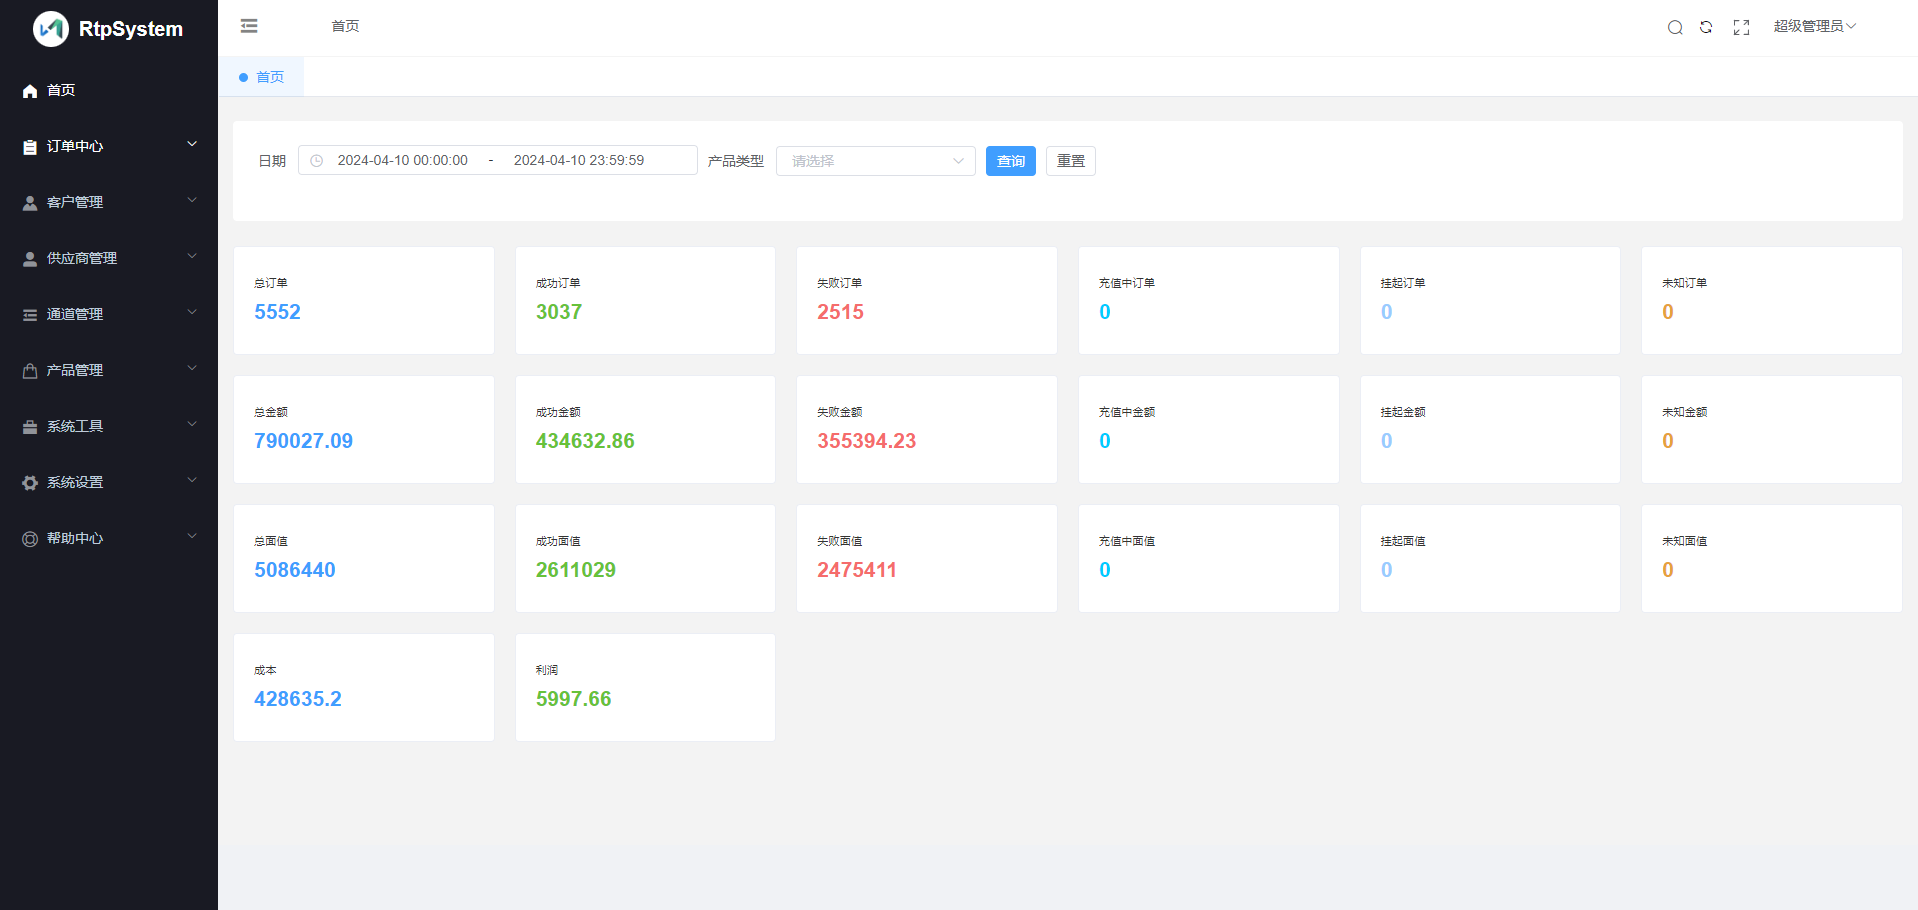 RtpSystem
首页
订单中心
客户管理
供应商管理
通道管理
产品管理
系统工具
系统设置
帮助中心
首页
超级管理员
首页
日期 2024-04-10 00:00:00 - 2024-04-10 23:59:59 产品类型 请选择 查询 重置
总订单 成功订单 失败订单 充值中订单 挂起订单 未知订单
5552 3037 2515 0 0 0
总金额 成功金额 失败金额 充值中金额 挂起金额 未知金额
790027.09 434632.86 355394.23 0 0 0
总面值 成功面值 失败面值 充值中面值 挂起面值 未知面值
5086440 2611029 2475411 0 0 0
成本 利润
428635.2 5997.66